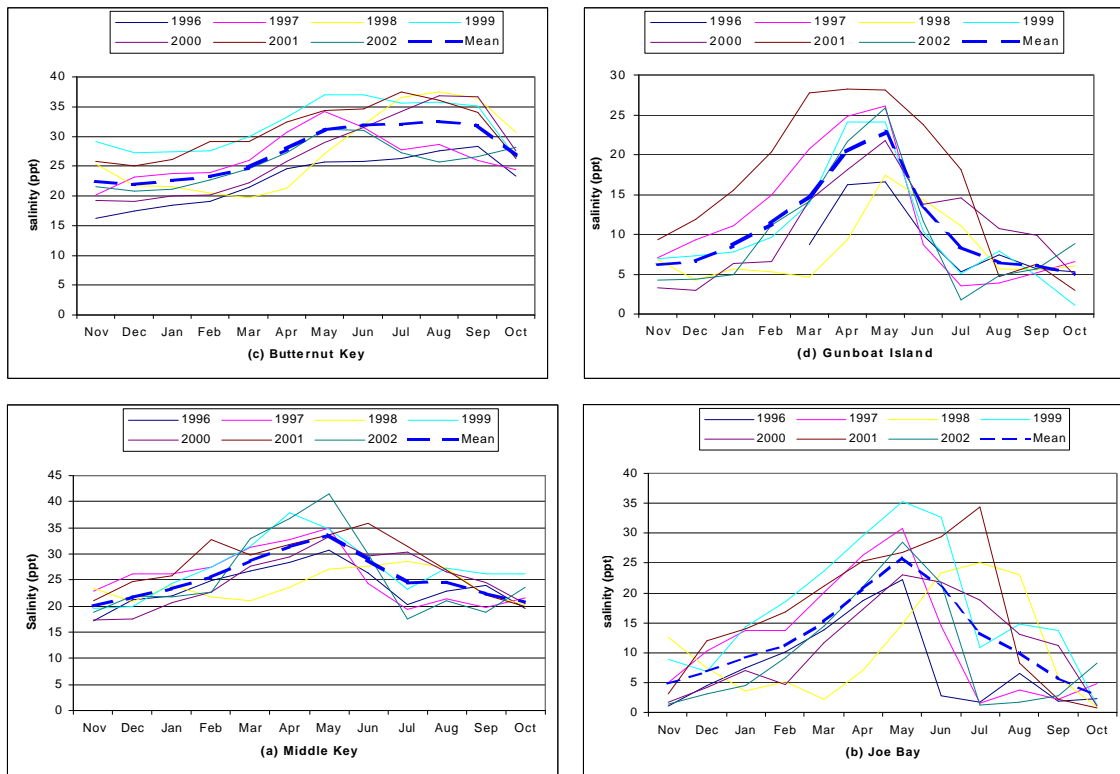 1996 1997 1998 1999
2000 2001 2002 Mean
salinity (ppt)
40
35
30
25
20
15
10
5
0
Nov Dec Jan Feb Mar Apr May Jun Jul Aug Sep Oct
(c) Butternut Key
1996 1997 1998 1999
2000 2001 2002 Mean
salinity (ppt)
30
25
20
15
10
5
0
Nov Dec Jan Feb Mar Apr May Jun Jul Aug Sep Oct
(d) Gunboat Island
1996 1997 1998 1999
2000 2001 2002 Mean
Salinity (ppt)
45
40
35
30
25
20
15
10
5
0
Nov Dec Jan Feb Mar Apr May Jun Jul Aug Sep Oct
(a) Middle Key
1996 1997 1998 1999
2000 2001 2002 Mean
salinity (ppt)
40
35
30
25
20
15
10
5
0
Nov Dec Jan Feb Mar Apr May Jun Jul Aug Sep Oct
(b) Joe Bay